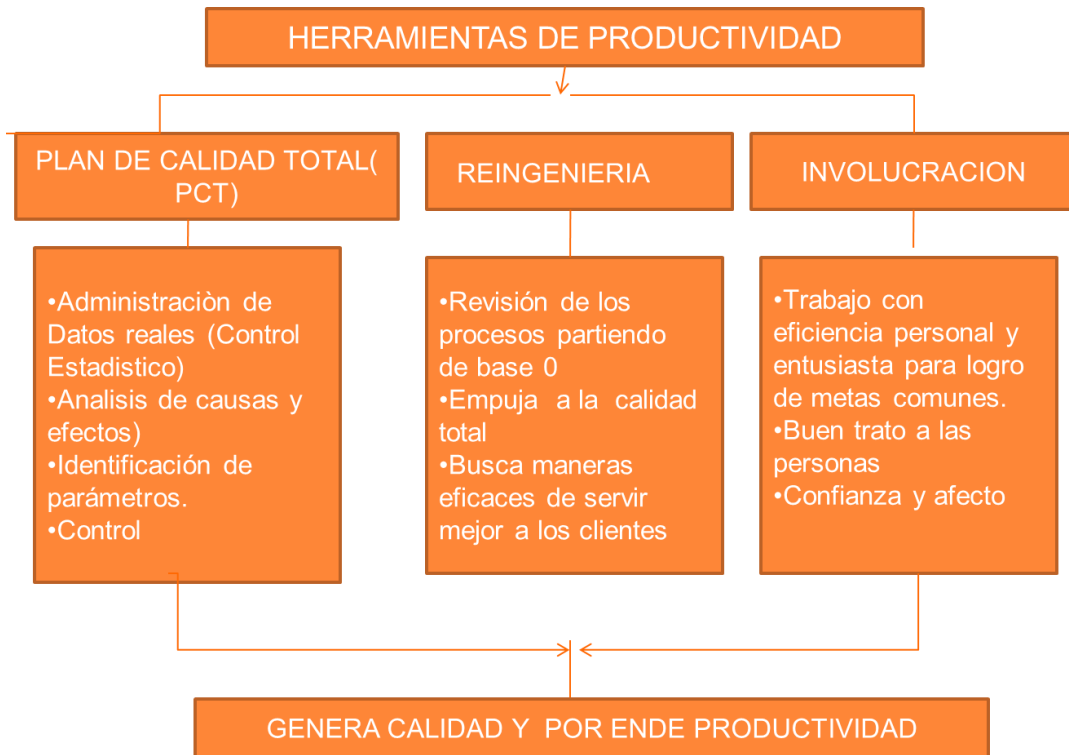 HERRAMIENTAS DE PRODUCTIVIDAD
PLAN DE CALIDAD TOTAL(
PCT)
•Administraciòn de
Datos reales (Control
Estadistico)
•Analisis de causas y
efectos)
•Identificación de
parámetros.
•Control
REINGENIERIA
•Revisión de los
procesos partiendo
de base 0
•Empuja a la calidad
total
•Busca maneras
eficaces de servir
mejor a los clientes
INVOLUCRACION
•Trabajo con
eficiencia personal y
entusiasta para logro
de metas comunes.
•Buen trato a las
personas
•Confianza y afecto
GENERA CALIDAD Y POR ENDE PRODUCTIVIDAD